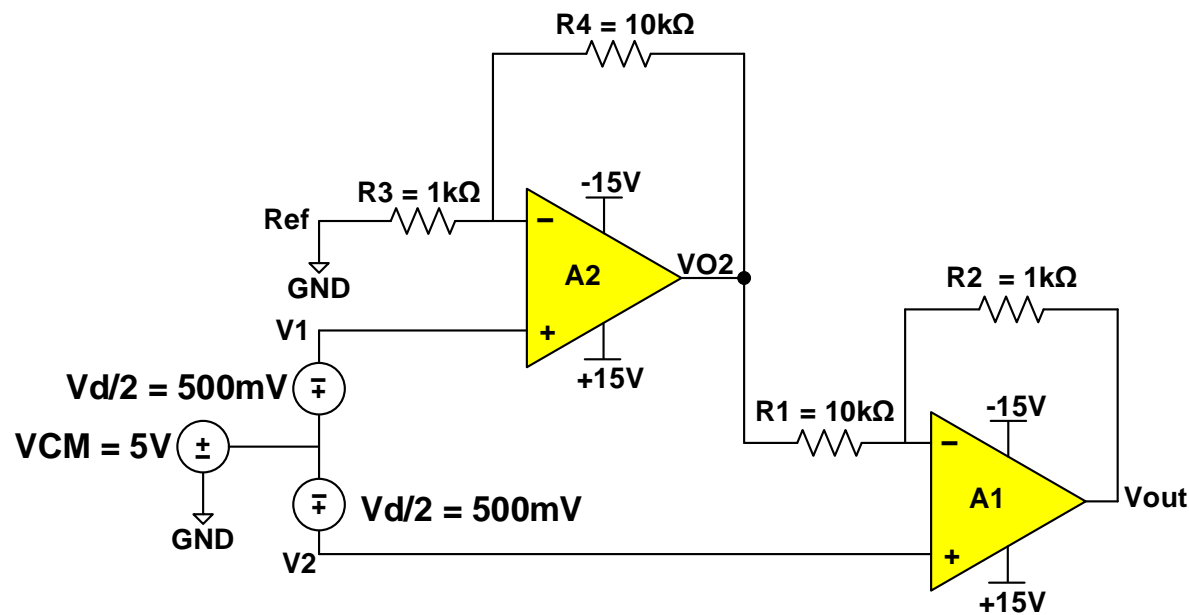 R4 = 10kΩ
-15V
R3 = 1kΩ
Ref
−
A2
VO2
GND
+
V1
+15V
R2 = 1kΩ
Vd/2 = 500mV
∓
R1 = 10kΩ
-15V
VCM = 5V
±
−
A1
Vout
Vd/2 = 500mV
∓
GND
V2
+
+15V